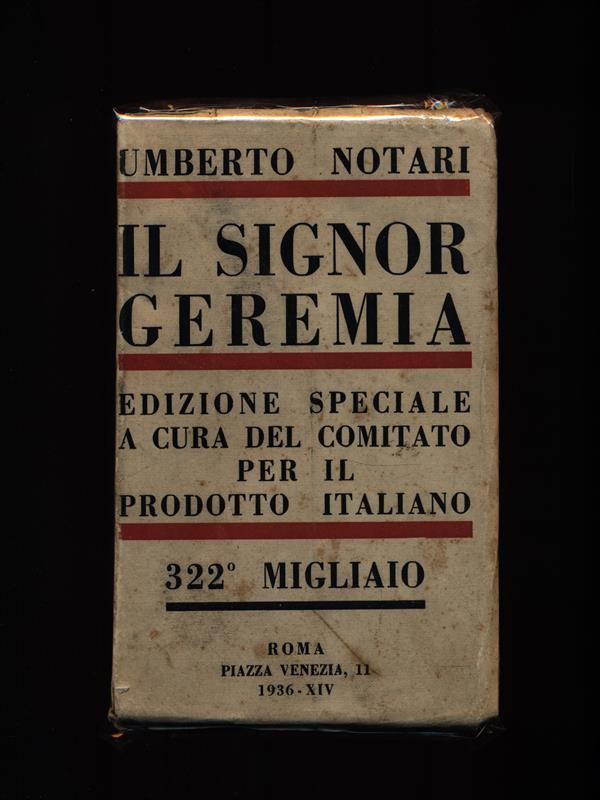 UMBERTO NOTARI
IL SIGNOR
GEREMIA
EDIZIONE SPECIALE
A CURA DEL COMITATO
PER IL
PRODOTTO ITALIANO
322º MIGLIAIO
ROMA
PIAZZA VENEZIA, 11
1936-XIV